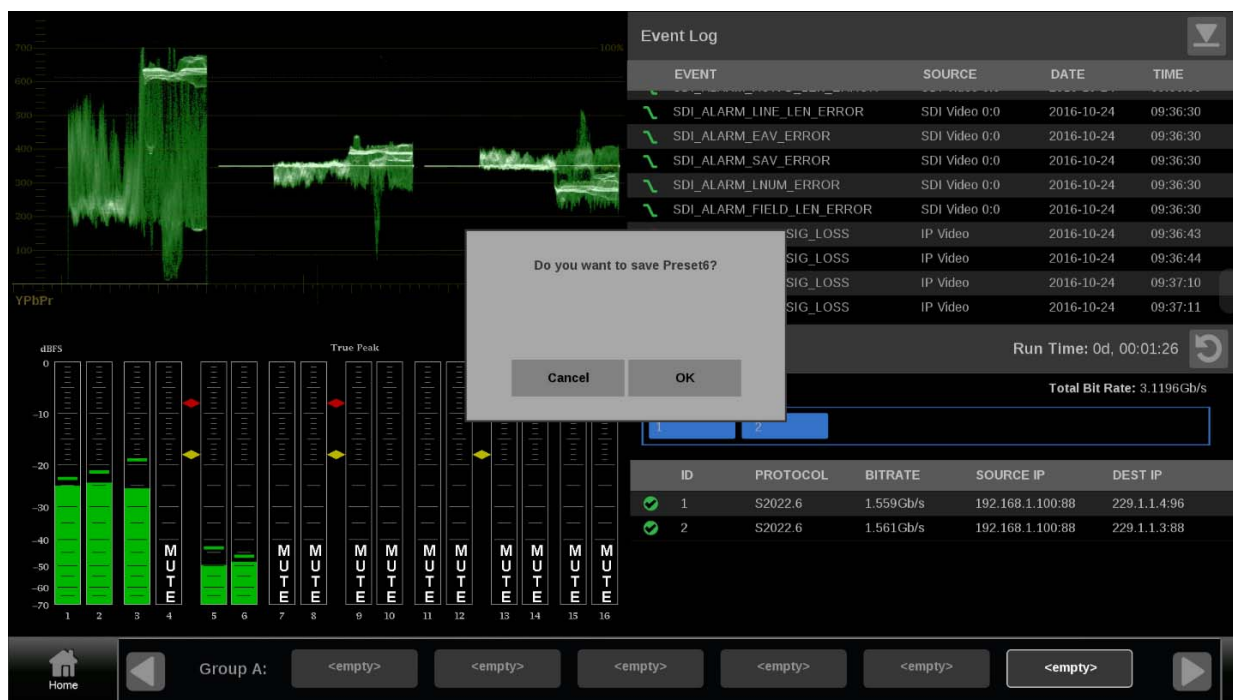 700
100%
600
500
400
300
200
100
YPbPr
Event Log
EVENT SOURCE DATE TIME
SDI_ALARM_LINE_LEN_ERROR SDI Video 0:0 2016-10-24 09:36:30
SDI_ALARM_EAV_ERROR SDI Video 0:0 2016-10-24 09:36:30
SDI_ALARM_SAV_ERROR SDI Video 0:0 2016-10-24 09:36:30
SDI_ALARM_LNUM_ERROR SDI Video 0:0 2016-10-24 09:36:30
SDI_ALARM_FIELD_LEN_ERROR SDI Video 0:0 2016-10-24 09:36:30
SIG_LOSS IP Video 2016-10-24 09:36:43
SIG_LOSS IP Video 2016-10-24 09:36:44
SIG_LOSS IP Video 2016-10-24 09:37:10
SIG_LOSS IP Video 2016-10-24 09:37:11
Do you want to save Preset6?
Cancel OK
Run Time: 0d, 00:01:26
Total Bit Rate: 3.1196Gb/s
1 2
ID PROTOCOL BITRATE SOURCE IP DEST IP
1 S2022.6 1.559Gb/s 192.168.1.100:88 229.1.1.4:96
2 S2022.6 1.561Gb/s 192.168.1.100:88 229.1.1.3:88
dBFS True Peak
0
-10
-20
-30
-40
-50
-60
-70
MUTE MUTE MUTE MUTE MUTE MUTE MUTE MUTE MUTE MUTE MUTE
1 2 3 4 5 6 7 8 9 10 11 12 13 14 15 16
Home Group A: <empty> <empty> <empty> <empty> <empty> <empty>